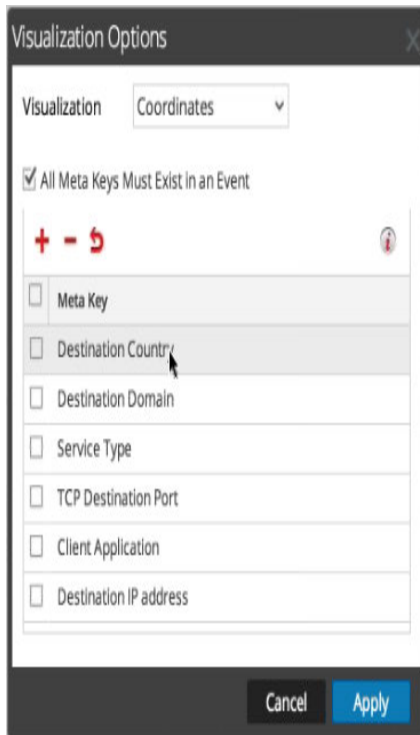 Visualization Options
Visualization Coordinates
All Meta Keys Must Exist in an Event
Meta Key
Destination Country
Destination Domain
Service Type
TCP Destination Port
Client Application
Destination IP address
Cancel Apply